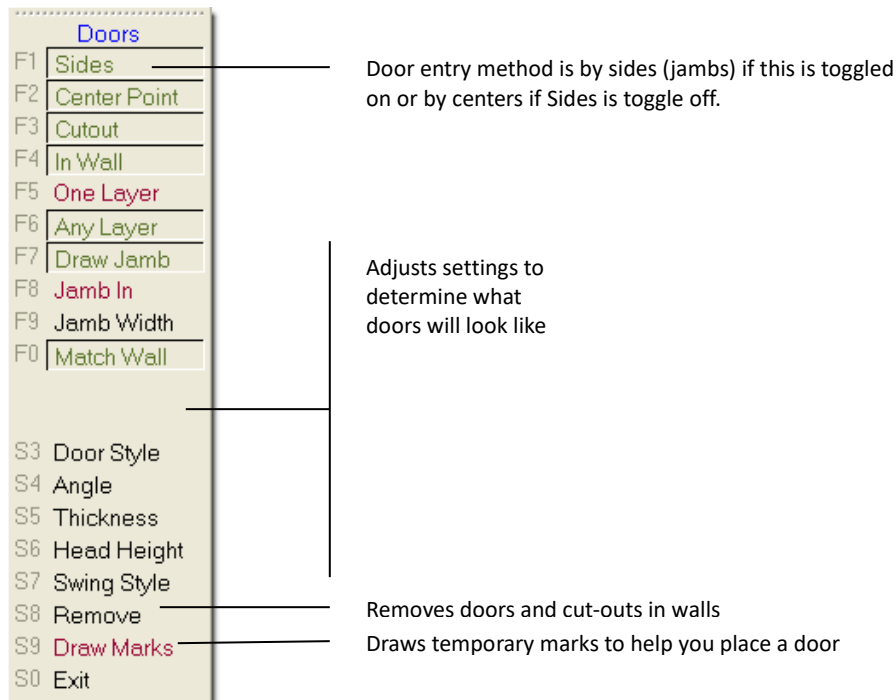 Doors
F1 Sides
F2 Center Point
F3 Cutout
F4 In Wall
F5 One Layer
F6 Any Layer
F7 Draw Jamb
F8 Jamb In
F9 Jamb Width
F0 Match Wall
S3 Door Style
S4 Angle
S5 Thickness
S6 Head Height
S7 Swing Style
S8 Remove
S9 Draw Marks
S0 Exit
Door entry method is by sides (jambs) if this is toggled
on or by centers if Sides is toggle off.
Adjusts settings to
determine what
doors will look like
Removes doors and cut-outs in walls
Draws temporary marks to help you place a door